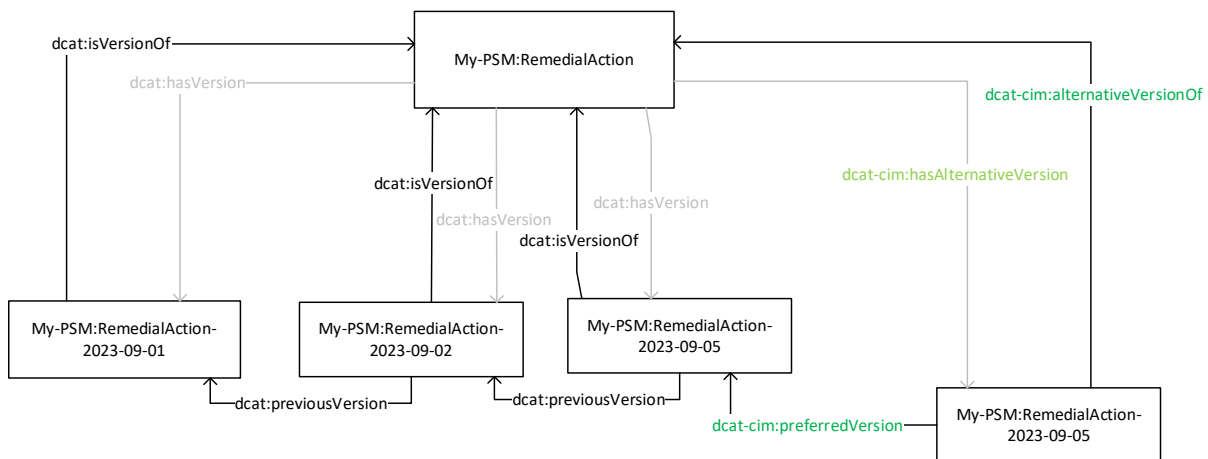 dcat:isVersionOf
My-PSM:RemedialAction
dcat:hasVersion
dcat-cim:alternativeVersionOf
dcat:isVersionOf
dcat-cim:hasAlternativeVersion
dcat:hasVersion
dcat:hasVersion
dcat:isVersionOf
My-PSM:RemedialAction-
2023-09-01
My-PSM:RemedialAction-
2023-09-02
My-PSM:RemedialAction-
2023-09-05
dcat:previousVersion
dcat:previousVersion
dcat-cim:preferredVersion
My-PSM:RemedialAction-
2023-09-05